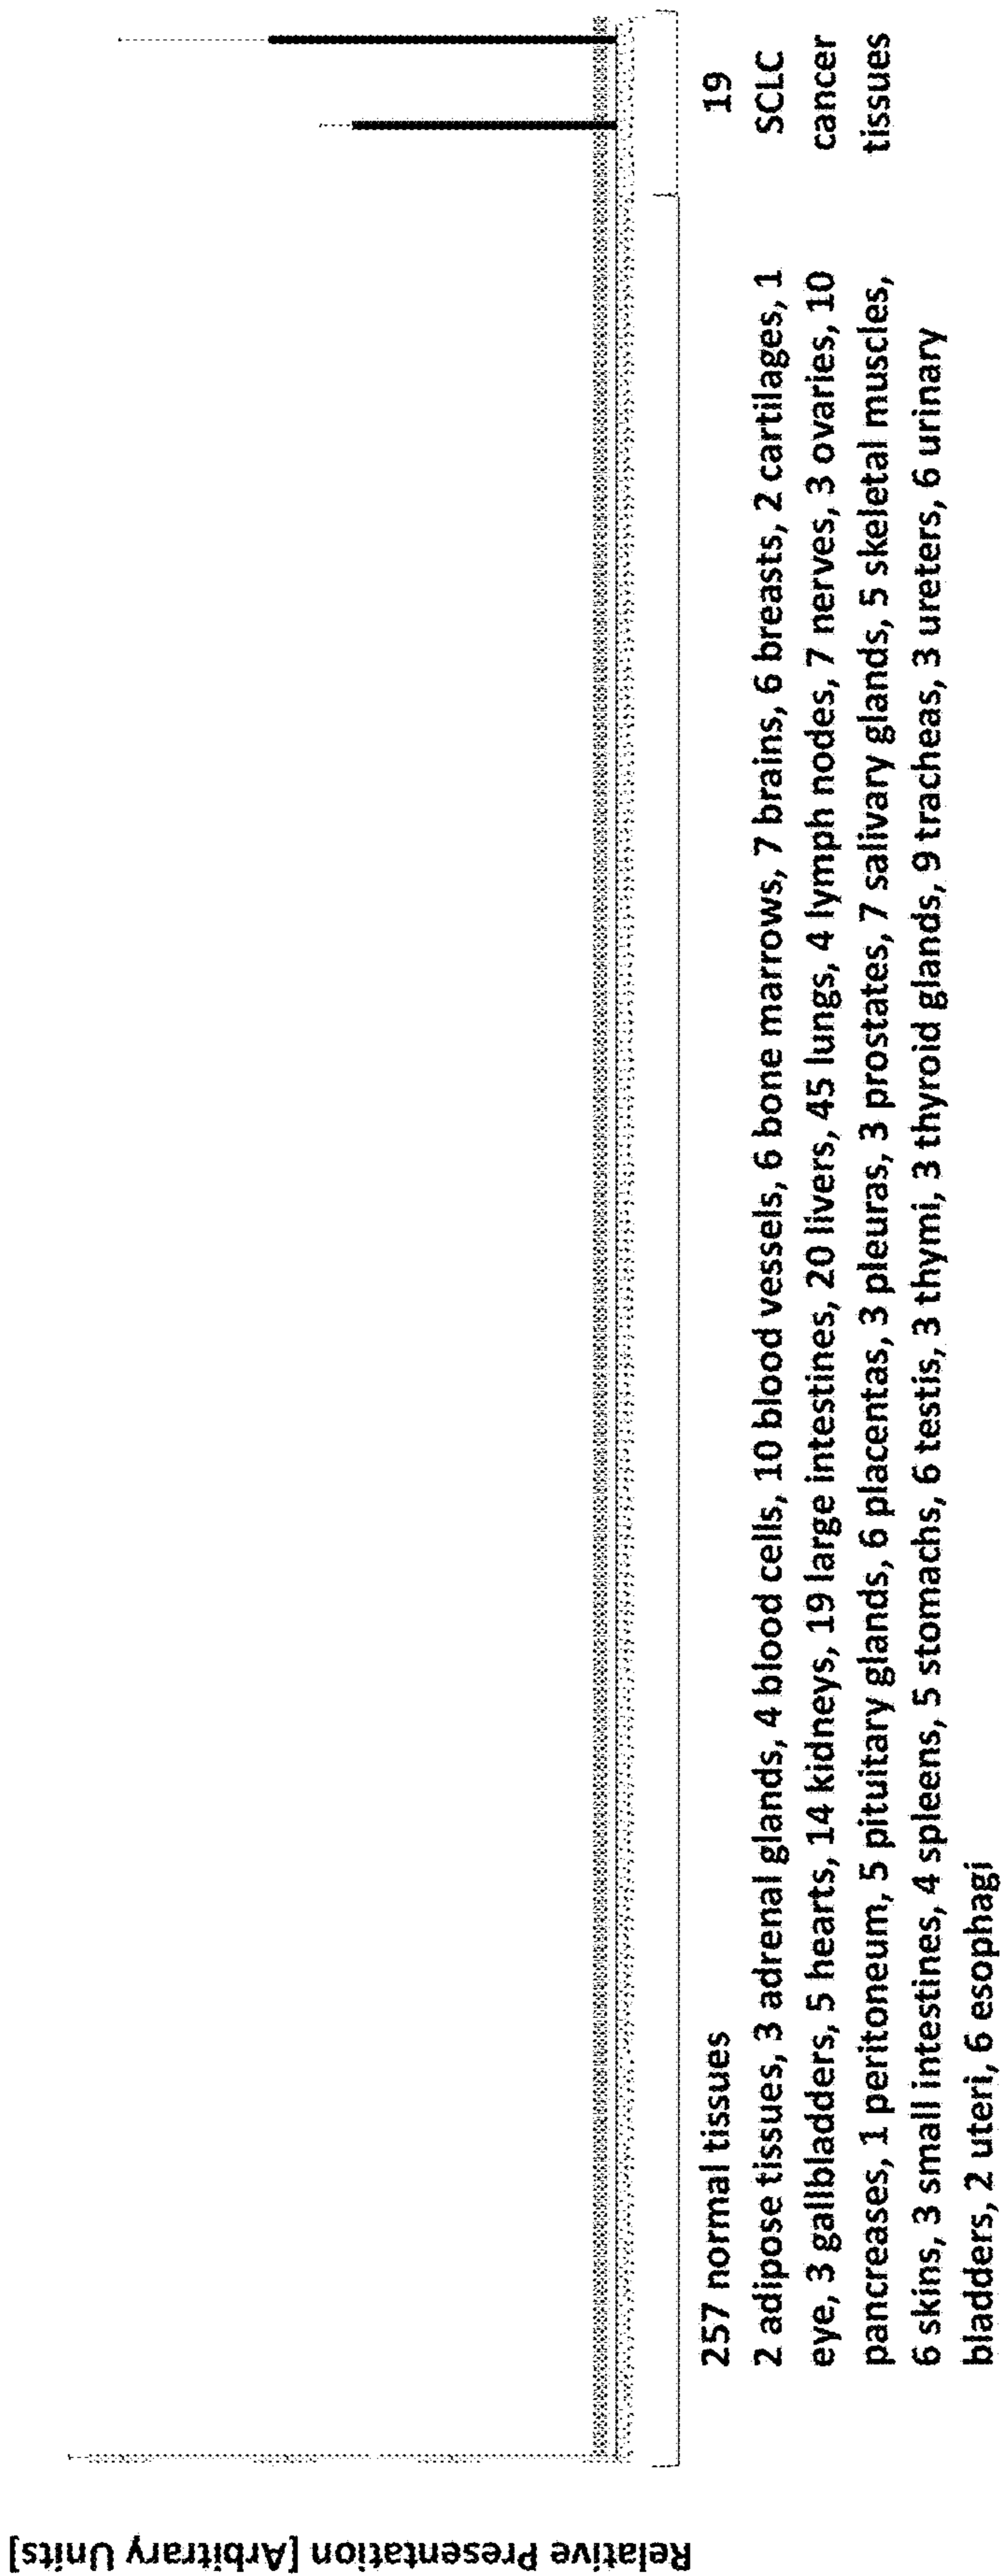 Relative Presentation [Arbitrary Units]
257 normal tissues
2 adipose tissues, 3 adrenal glands, 4 blood cells, 10 blood vessels, 6 bone marrows, 7 brains, 6 breasts, 2 cartilages, 1
eye, 3 gallbladders, 5 hearts, 14 kidneys, 19 large intestines, 20 livers, 45 lungs, 4 lymph nodes, 7 nerves, 3 ovaries, 10
pancreases, 1 peritoneum, 5 pituitary glands, 6 placentas, 3 pleuras, 3 prostates, 7 salivary glands, 5 skeletal muscles,
6 skins, 3 small intestines, 4 spleens, 5 stomachs, 6 testis, 3 thymi, 3 thyroid glands, 9 tracheas, 3 ureters, 6 urinary
bladders, 2 uteri, 6 esophagi
19
SCLC
cancer
tissues